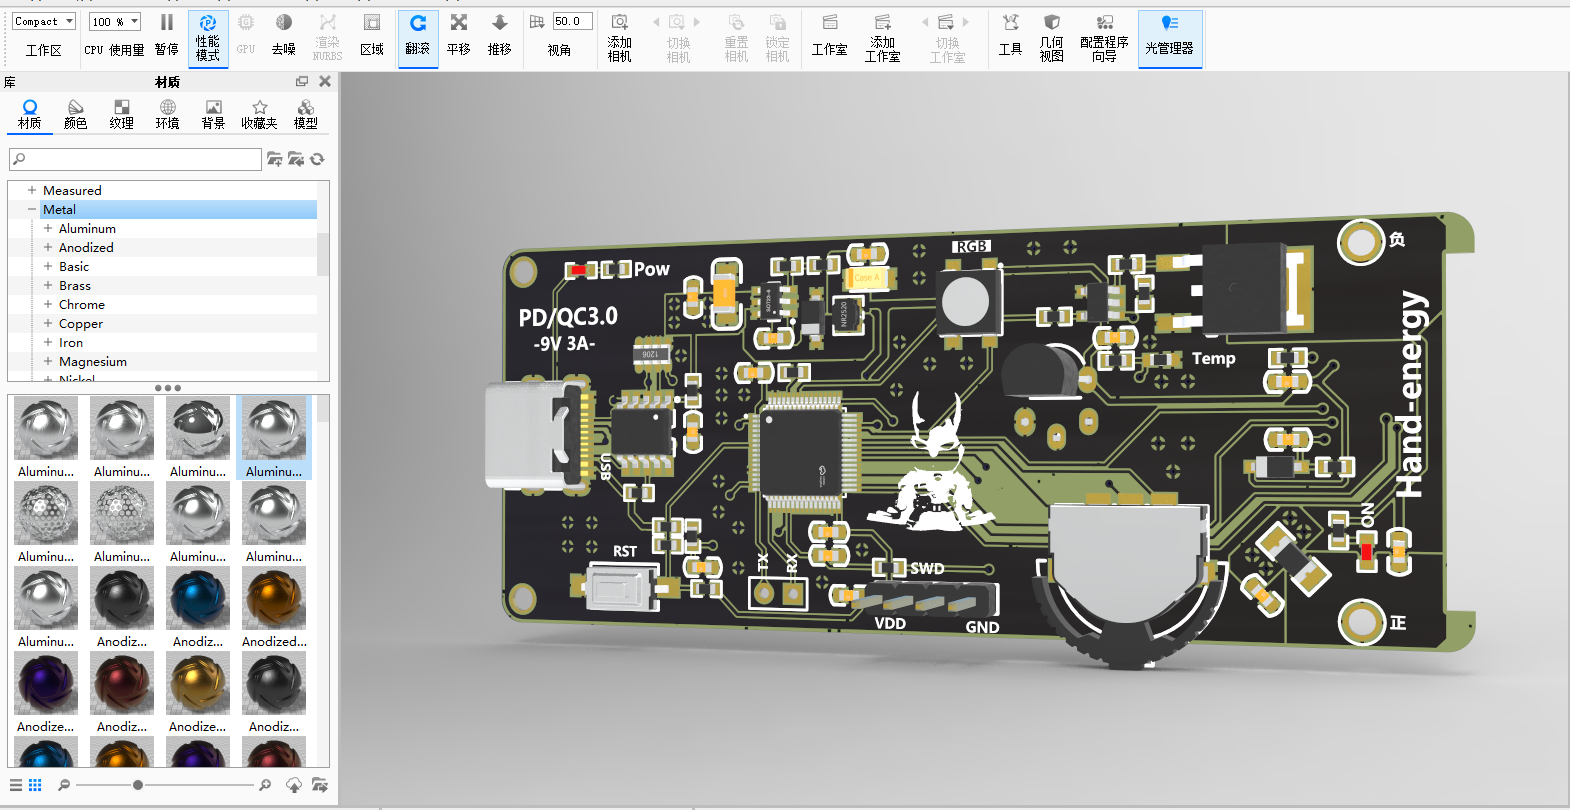 Compact
100 %
50.0
工作区
CPU 使用量
暂停
性能
模式
GPU
去噪
渲染
NURBS
区域
翻滚
平移
推移
视角
添加
相机
切换
相机
重置
相机
锁定
相机
工作室
添加
工作室
切换
工作室
工具
几何
视图
配置程序
向导
光管理器
库
材质
材质
颜色
纹理
环境
背景
收藏夹
模型
Measured
Metal
Aluminum
Anodized
Basic
Brass
Chrome
Copper
Iron
Magnesium
Nickel
Aluminu...
Aluminu...
Aluminu...
Aluminu...
Aluminu...
Aluminu...
Aluminu...
Aluminu...
Aluminu...
Anodiz...
Anodiz...
Anodized...
Anodize...
Anodiz...
Anodize...
Anodiz...
Pow
PD/QC3.0
-9V 3A-
1206
Case A
NR2520
RGB
负
Temp
Hand-energy
USB
RST
TX
RX
SWD
VDD
GND
ON
正